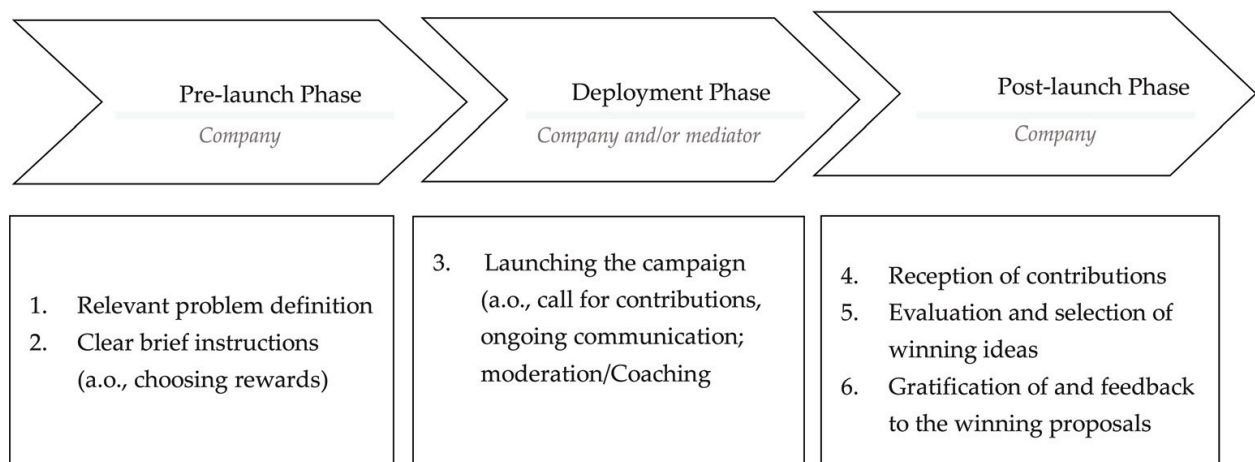 Pre-launch Phase
Company
Deployment Phase
Company and/or mediator
Post-launch Phase
Company
1. Relevant problem definition
2. Clear brief instructions
(a.o., choosing rewards)
3. Launching the campaign
(a.o., call for contributions,
ongoing communication;
moderation/Coaching
4. Reception of contributions
5. Evaluation and selection of
winning ideas
6. Gratification of and feedback
to the winning proposals